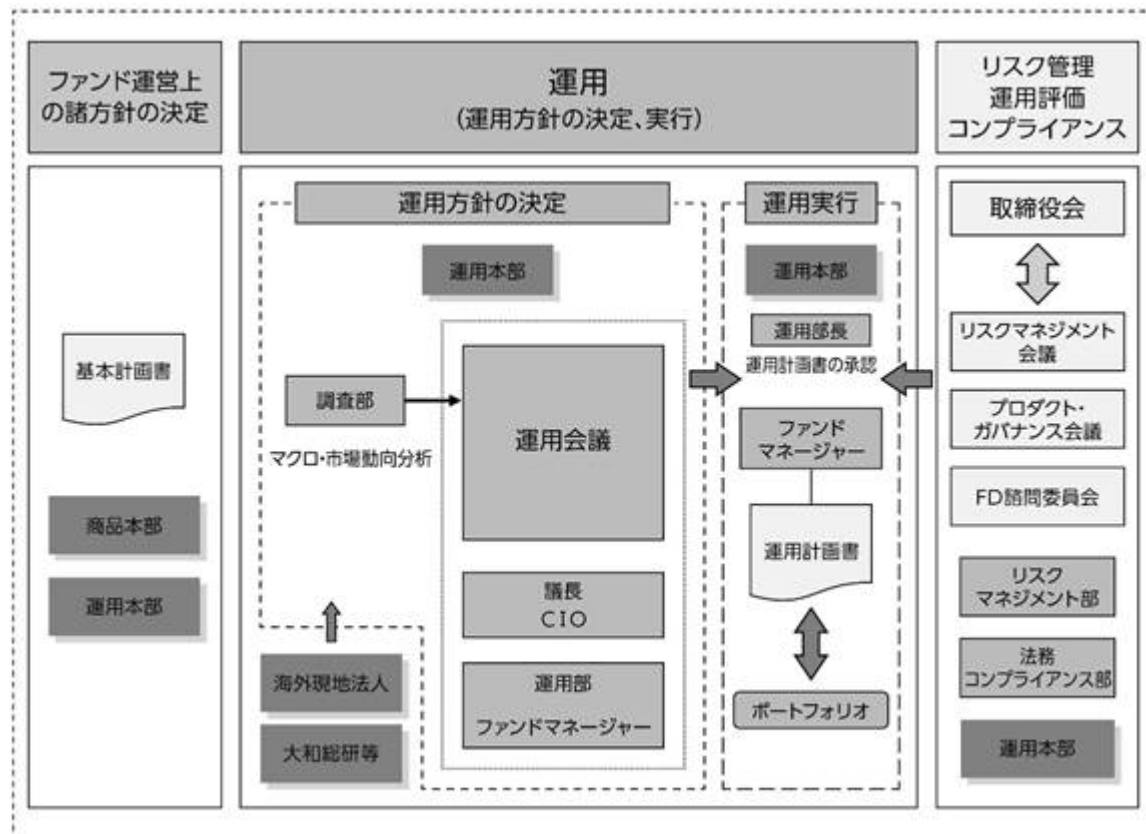 ファンド運営上
の諸方針の決定
運用
(運用方針の決定、実行)
リスク管理
運用評価
コンプライアンス
基本計画書
商品本部
運用本部
運用方針の決定
運用本部
調査部
マクロ・市場動向分析
運用会議
議長
CIO
運用部
ファンドマネージャー
海外現地法人
大和総研等
運用実行
運用本部
運用部長
運用計画書の承認
ファンド
マネージャー
運用計画書
ポートフォリオ
取締役会
リスクマネジメント
会議
プロダクト・
ガバナンス会議
FD諮問委員会
リスク
マネジメント部
法務
コンプライアンス部
運用本部